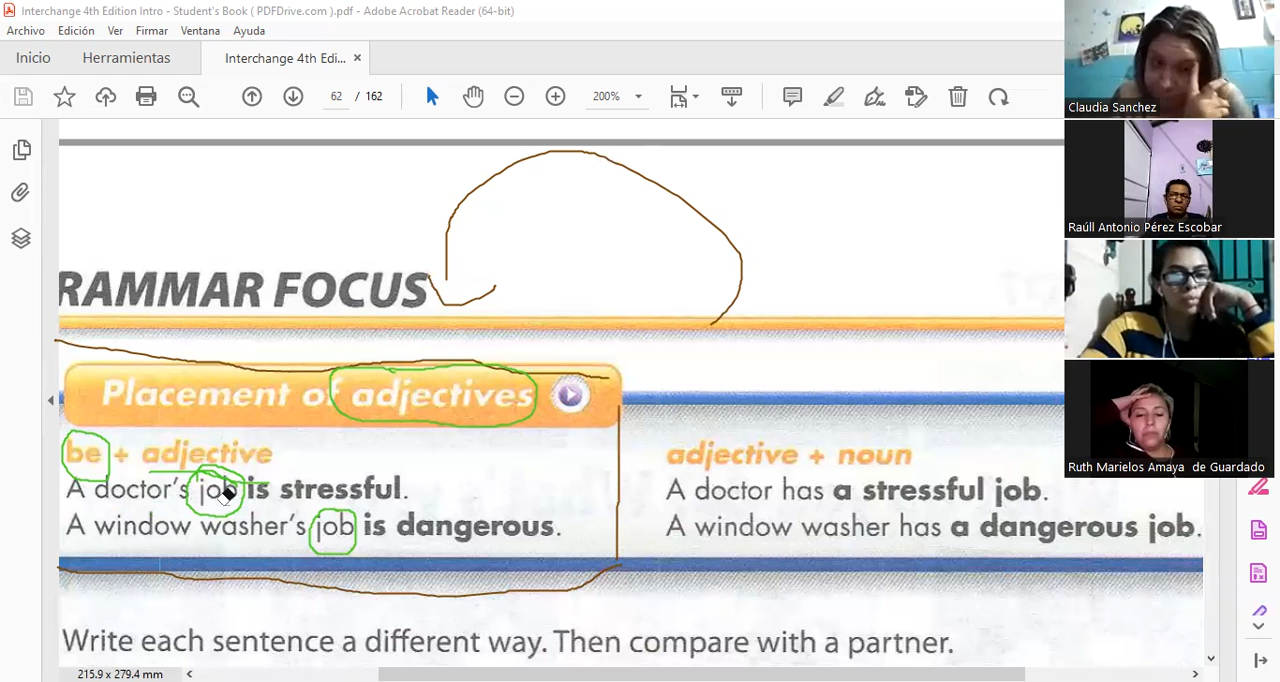 Interchange 4th Edition Intro - Student's Book ( PDFDrive.com ).pdf - Adobe Acrobat Reader (64-bit)
Archivo Edición Ver Firmar Ventana Ayuda
Inicio Herramientas Interchange 4th Edi... ×
62 / 162 200%
Claudia Sanchez
Raúll Antonio Pérez Escobar
Ruth Marielos Amaya de Guardado
RAMMAR FOCUS
Placement of adjectives
be + adjective
A doctor's job is stressful.
A window washer's job is dangerous.
adjective + noun
A doctor has a stressful job.
A window washer has a dangerous job.
Write each sentence a different way. Then compare with a partner.
215.9 x 279.4 mm